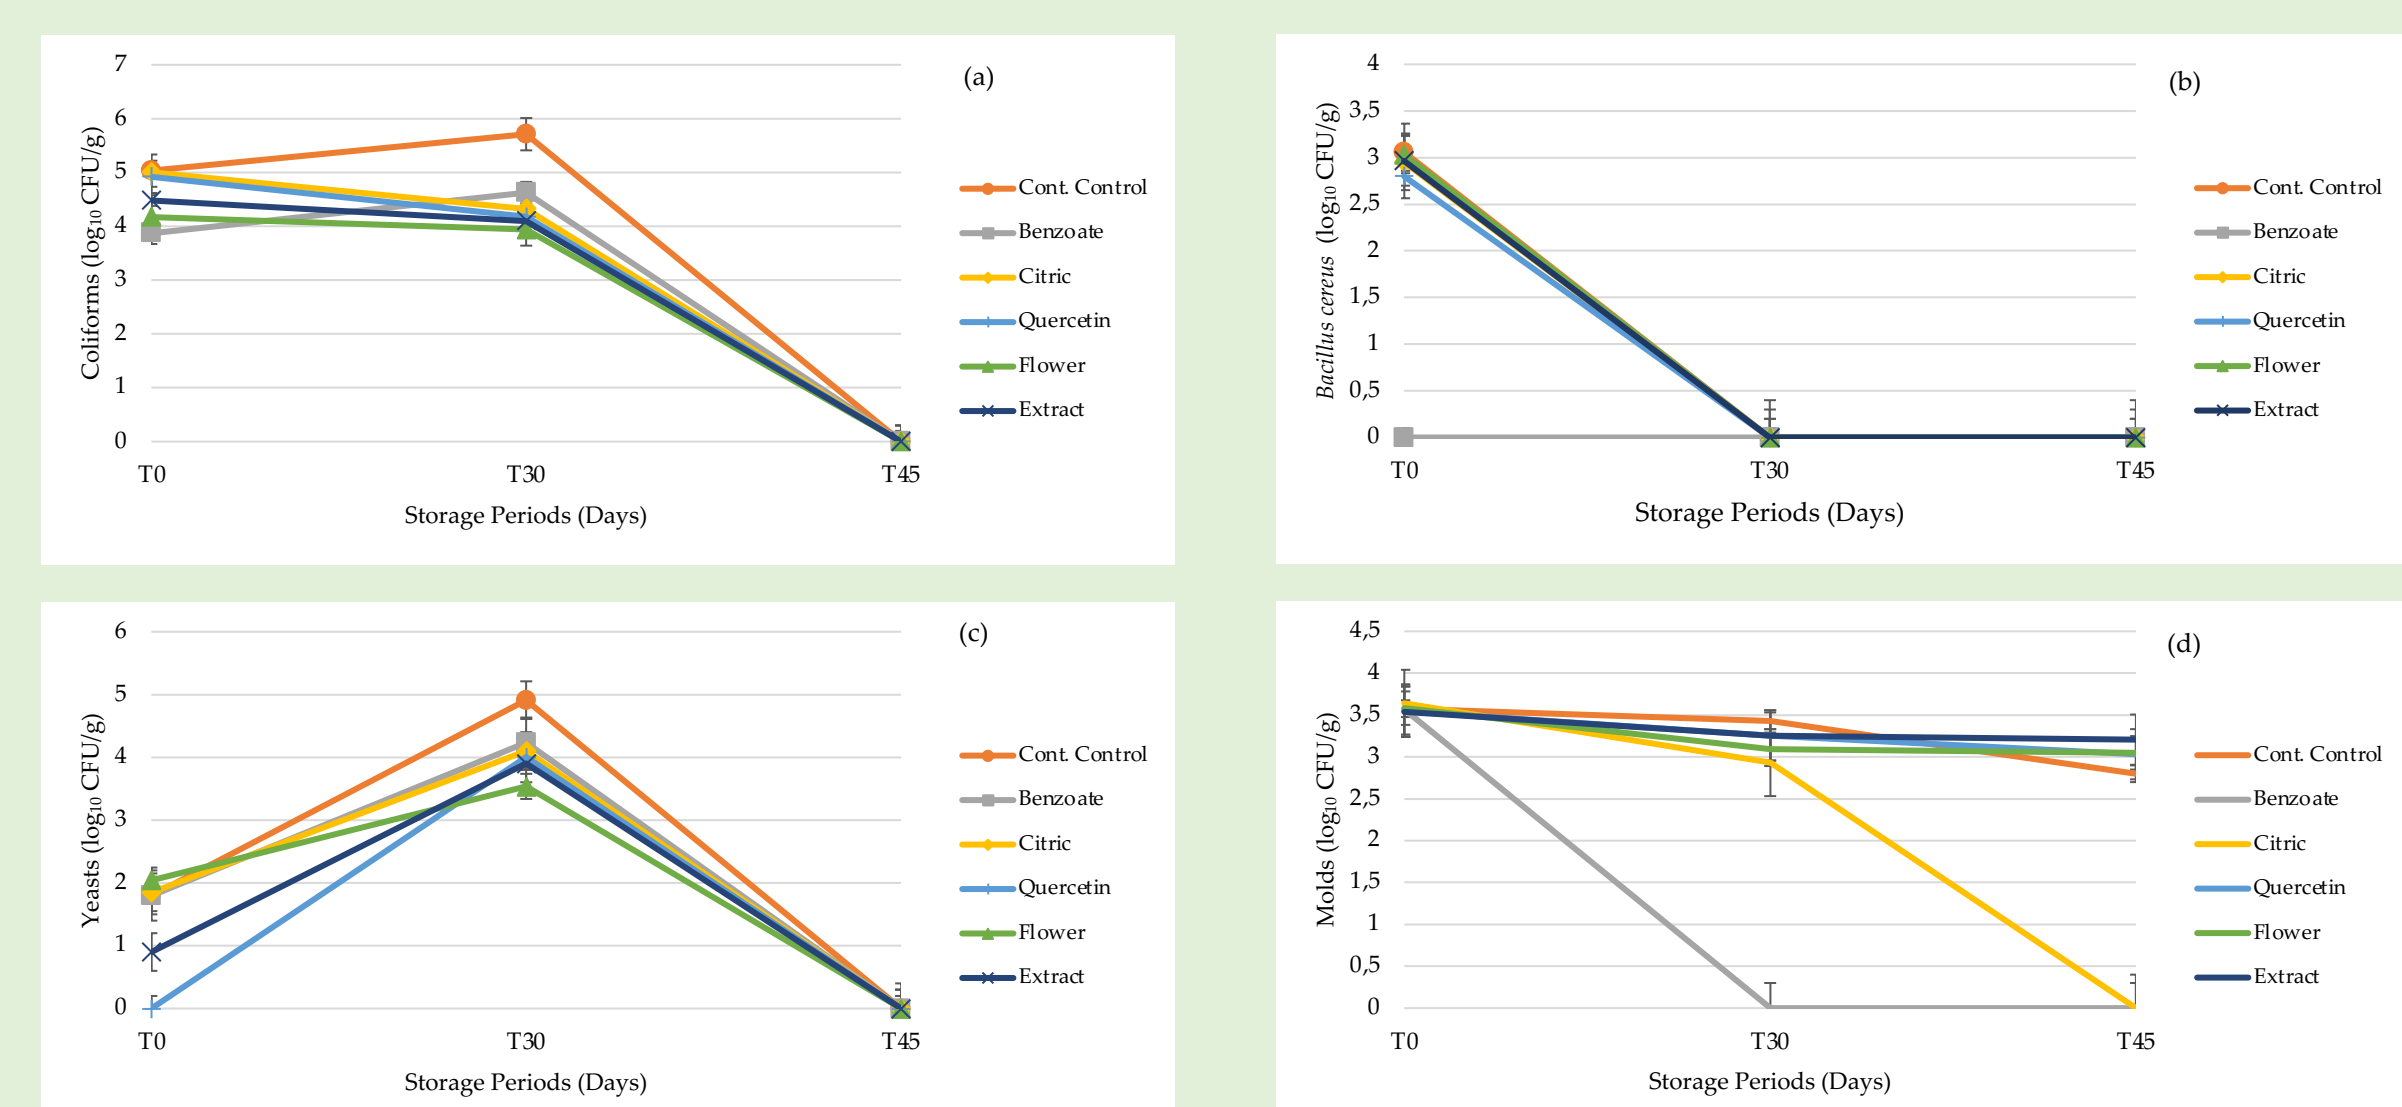 (a)
7
6
5
4
3
2
1
0
Coliforms (log₁₀ CFU/g)
T0 T30 T45
Storage Periods (Days)
Cont. Control
Benzoate
Citric
Quercetin
Flower
Extract
(b)
4
3,5
3
2,5
2
1,5
1
0,5
0
Bacillus cereus (log₁₀ CFU/g)
T0 T30 T45
Storage Periods (Days)
Cont. Control
Benzoate
Citric
Quercetin
Flower
Extract
(c)
6
5
4
3
2
1
0
Yeasts (log₁₀ CFU/g)
T0 T30 T45
Storage Periods (Days)
Cont. Control
Benzoate
Citric
Quercetin
Flower
Extract
(d)
4,5
4
3,5
3
2,5
2
1,5
1
0,5
0
Molds (log₁₀ CFU/g)
T0 T30 T45
Storage Periods (Days)
Cont. Control
Benzoate
Citric
Quercetin
Flower
Extract